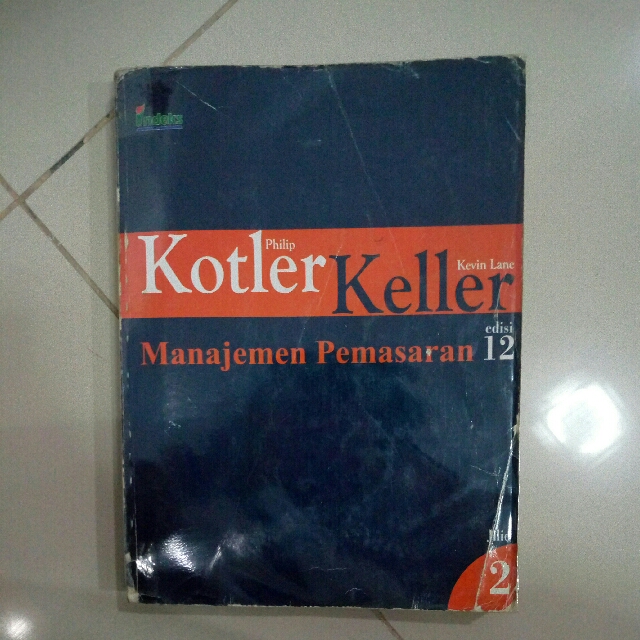 Philip
Kotler
Kevin Lane
Keller
edisi
12
Manajemen Pemasaran
2